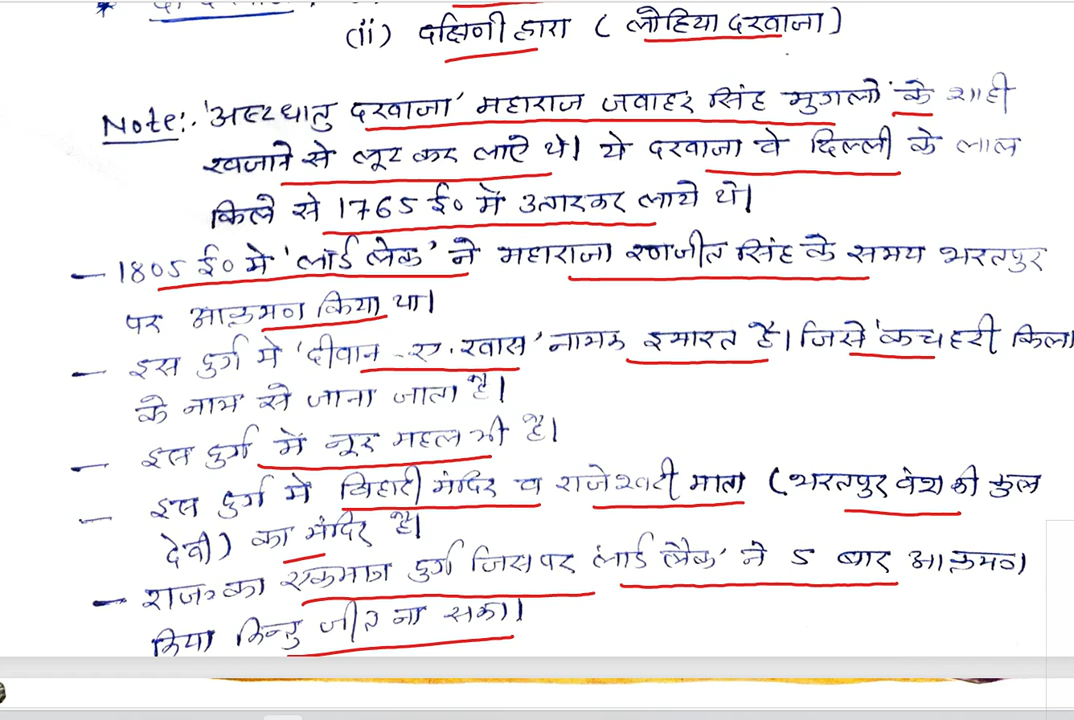 (ii) दक्षिणी द्वारा ( लोहिया दरवाजा )
Note:- 'अष्टधातु दरवाजा' महाराज जवाहर सिंह मुगलों के शाही
खजाने से लूट कर लाऐ थे। ये दरवाजा वे दिल्ली के लाल
किले से 1765 ई० में उतारकर लाये थे।
- 1805 ई० में 'लॉर्ड लेक' ने महाराजा रणजीत सिंह के समय भरतपुर
पर आक्रमण किया था।
- इस दुर्ग में 'दीवान-ए-खास' नामक इमारत है। जिसे 'कचहरी किला
के नाम से जाना जाता है।
- इस दुर्ग में नूर महल भी है।
- इस दुर्ग में बिहारी मंदिर व राजेश्वरी माता (भरतपुर वंश की कुल
देवी) का मंदिर है।
- राज० का एकमात्र दुर्ग जिस पर 'लार्ड लैक' ने 5 बार आक्रमण
किया किन्तु जीत ना सका।